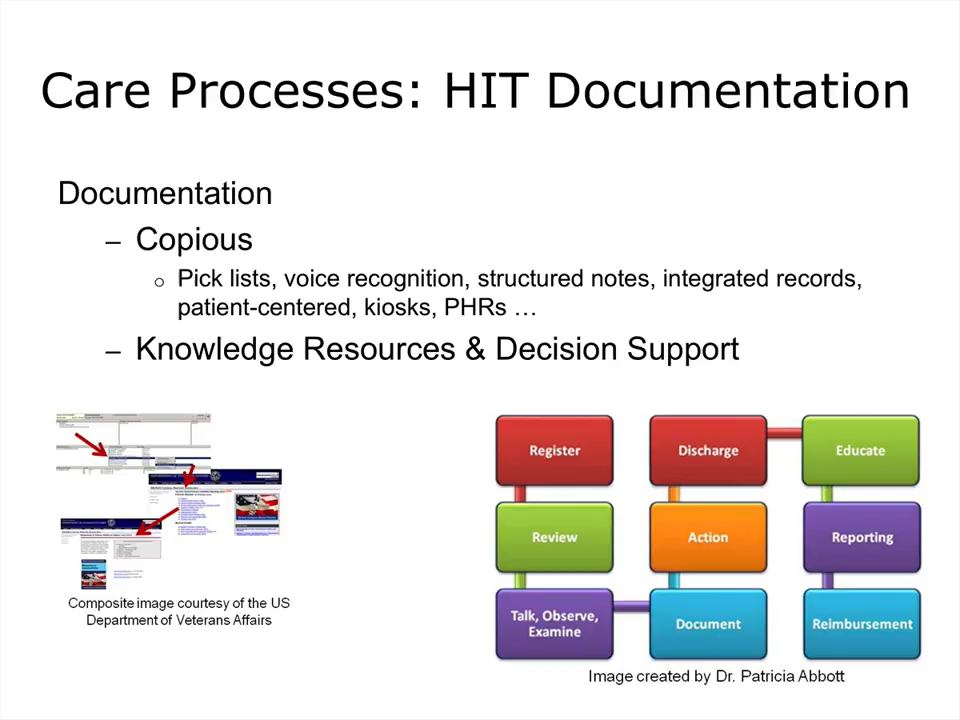 Care Processes: HIT Documentation
Documentation
– Copious
o Pick lists, voice recognition, structured notes, integrated records,
patient-centered, kiosks, PHRs …
– Knowledge Resources & Decision Support
Composite image courtesy of the US
Department of Veterans Affairs
Register
Review
Talk, Observe,
Examine
Document
Action
Discharge
Educate
Reporting
Reimbursement
Image created by Dr. Patricia Abbott